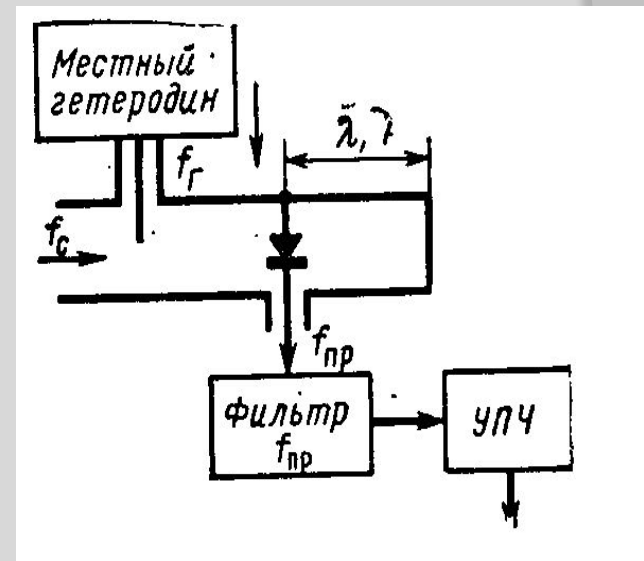 Местный
гетеродин
f_г
λ̈, λ
f_с
f_пр
Фильтр
f_пр
УПЧ